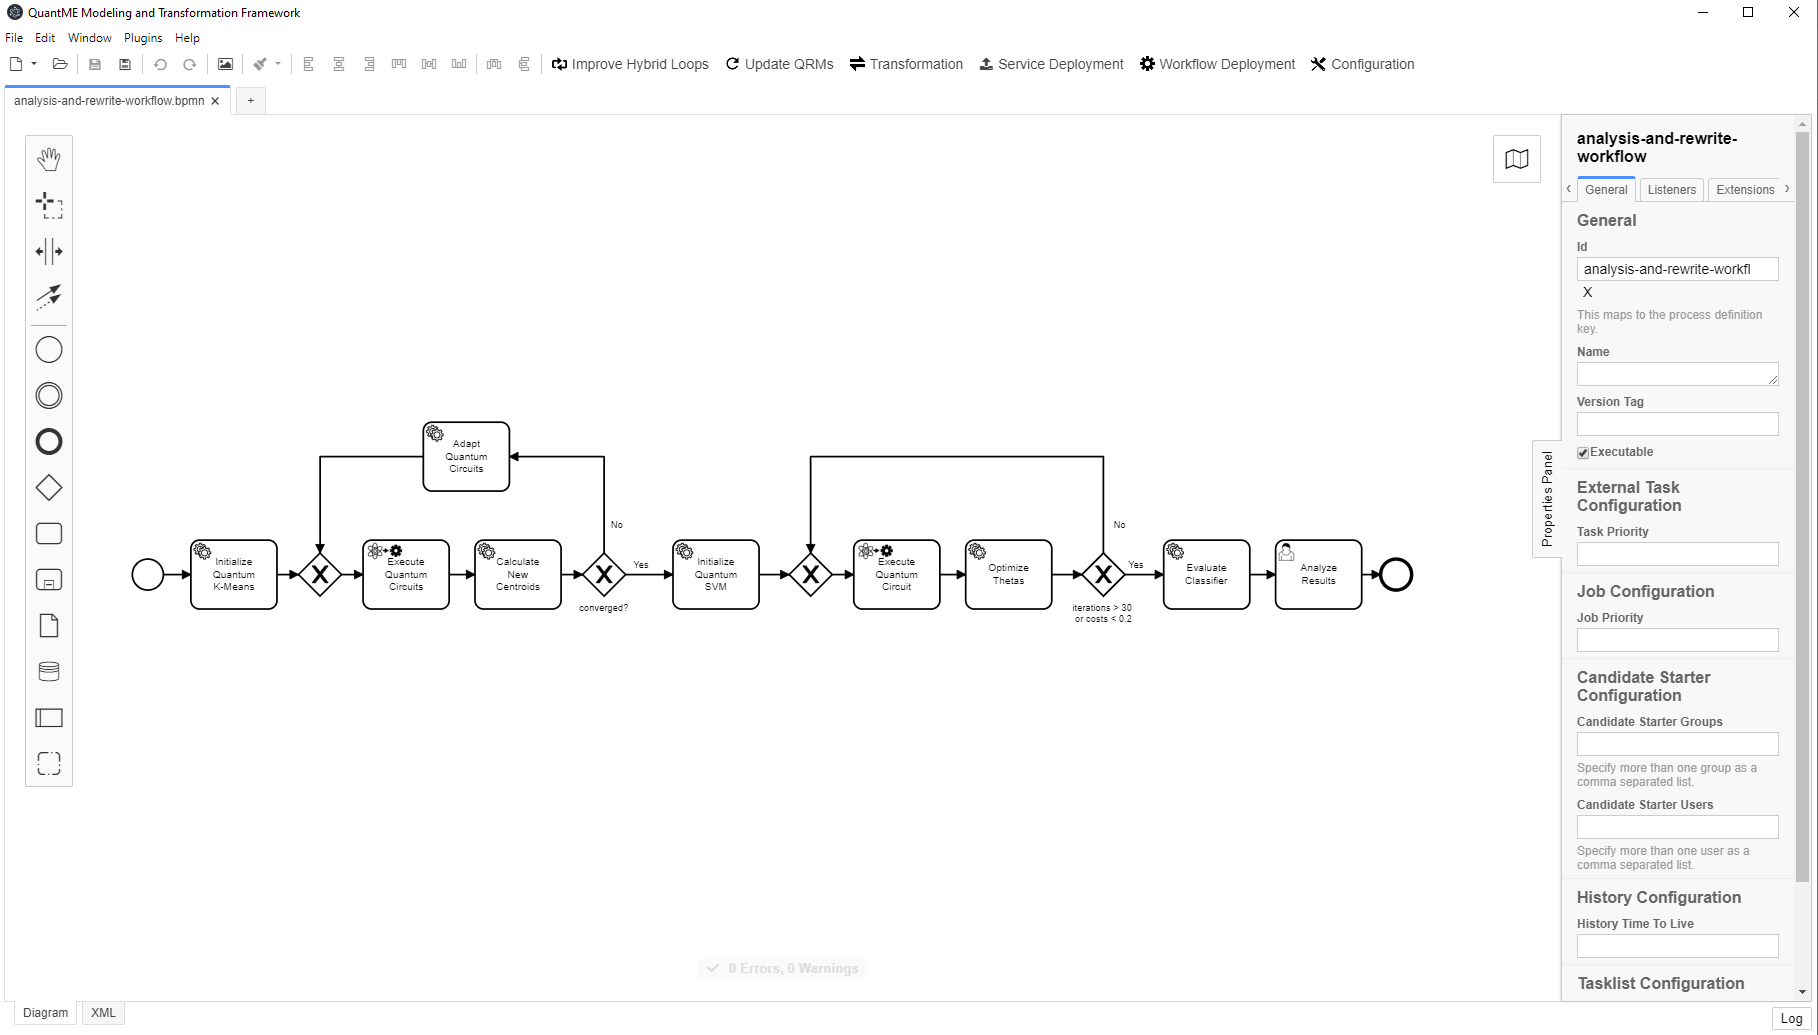 QuantME Modeling and Transformation Framework
File Edit Window Plugins Help
Improve Hybrid Loops Update QRMs Transformation Service Deployment Workflow Deployment Configuration
analysis-and-rewrite-workflow.bpmn × +
Adapt
Quantum
Circuits
No
No
Initialize
Quantum
K-Means
Execute
Quantum
Circuits
Calculate
New
Centroids
Yes
converged?
Initialize
Quantum
SVM
Execute
Quantum
Circuit
Optimize
Thetas
Yes
iterations > 30
or costs < 0.2
Evaluate
Classifier
Analyze
Results
0 Errors, 0 Warnings
Properties Panel
analysis-and-rewrite-
workflow
General Listeners Extensions
General
Id
analysis-and-rewrite-workfl
X
This maps to the process definition
key.
Name
Version Tag
Executable
External Task
Configuration
Task Priority
Job Configuration
Job Priority
Candidate Starter
Configuration
Candidate Starter Groups
Specify more than one group as a
comma separated list.
Candidate Starter Users
Specify more than one user as a
comma separated list.
History Configuration
History Time To Live
Tasklist Configuration
Diagram XML
Log